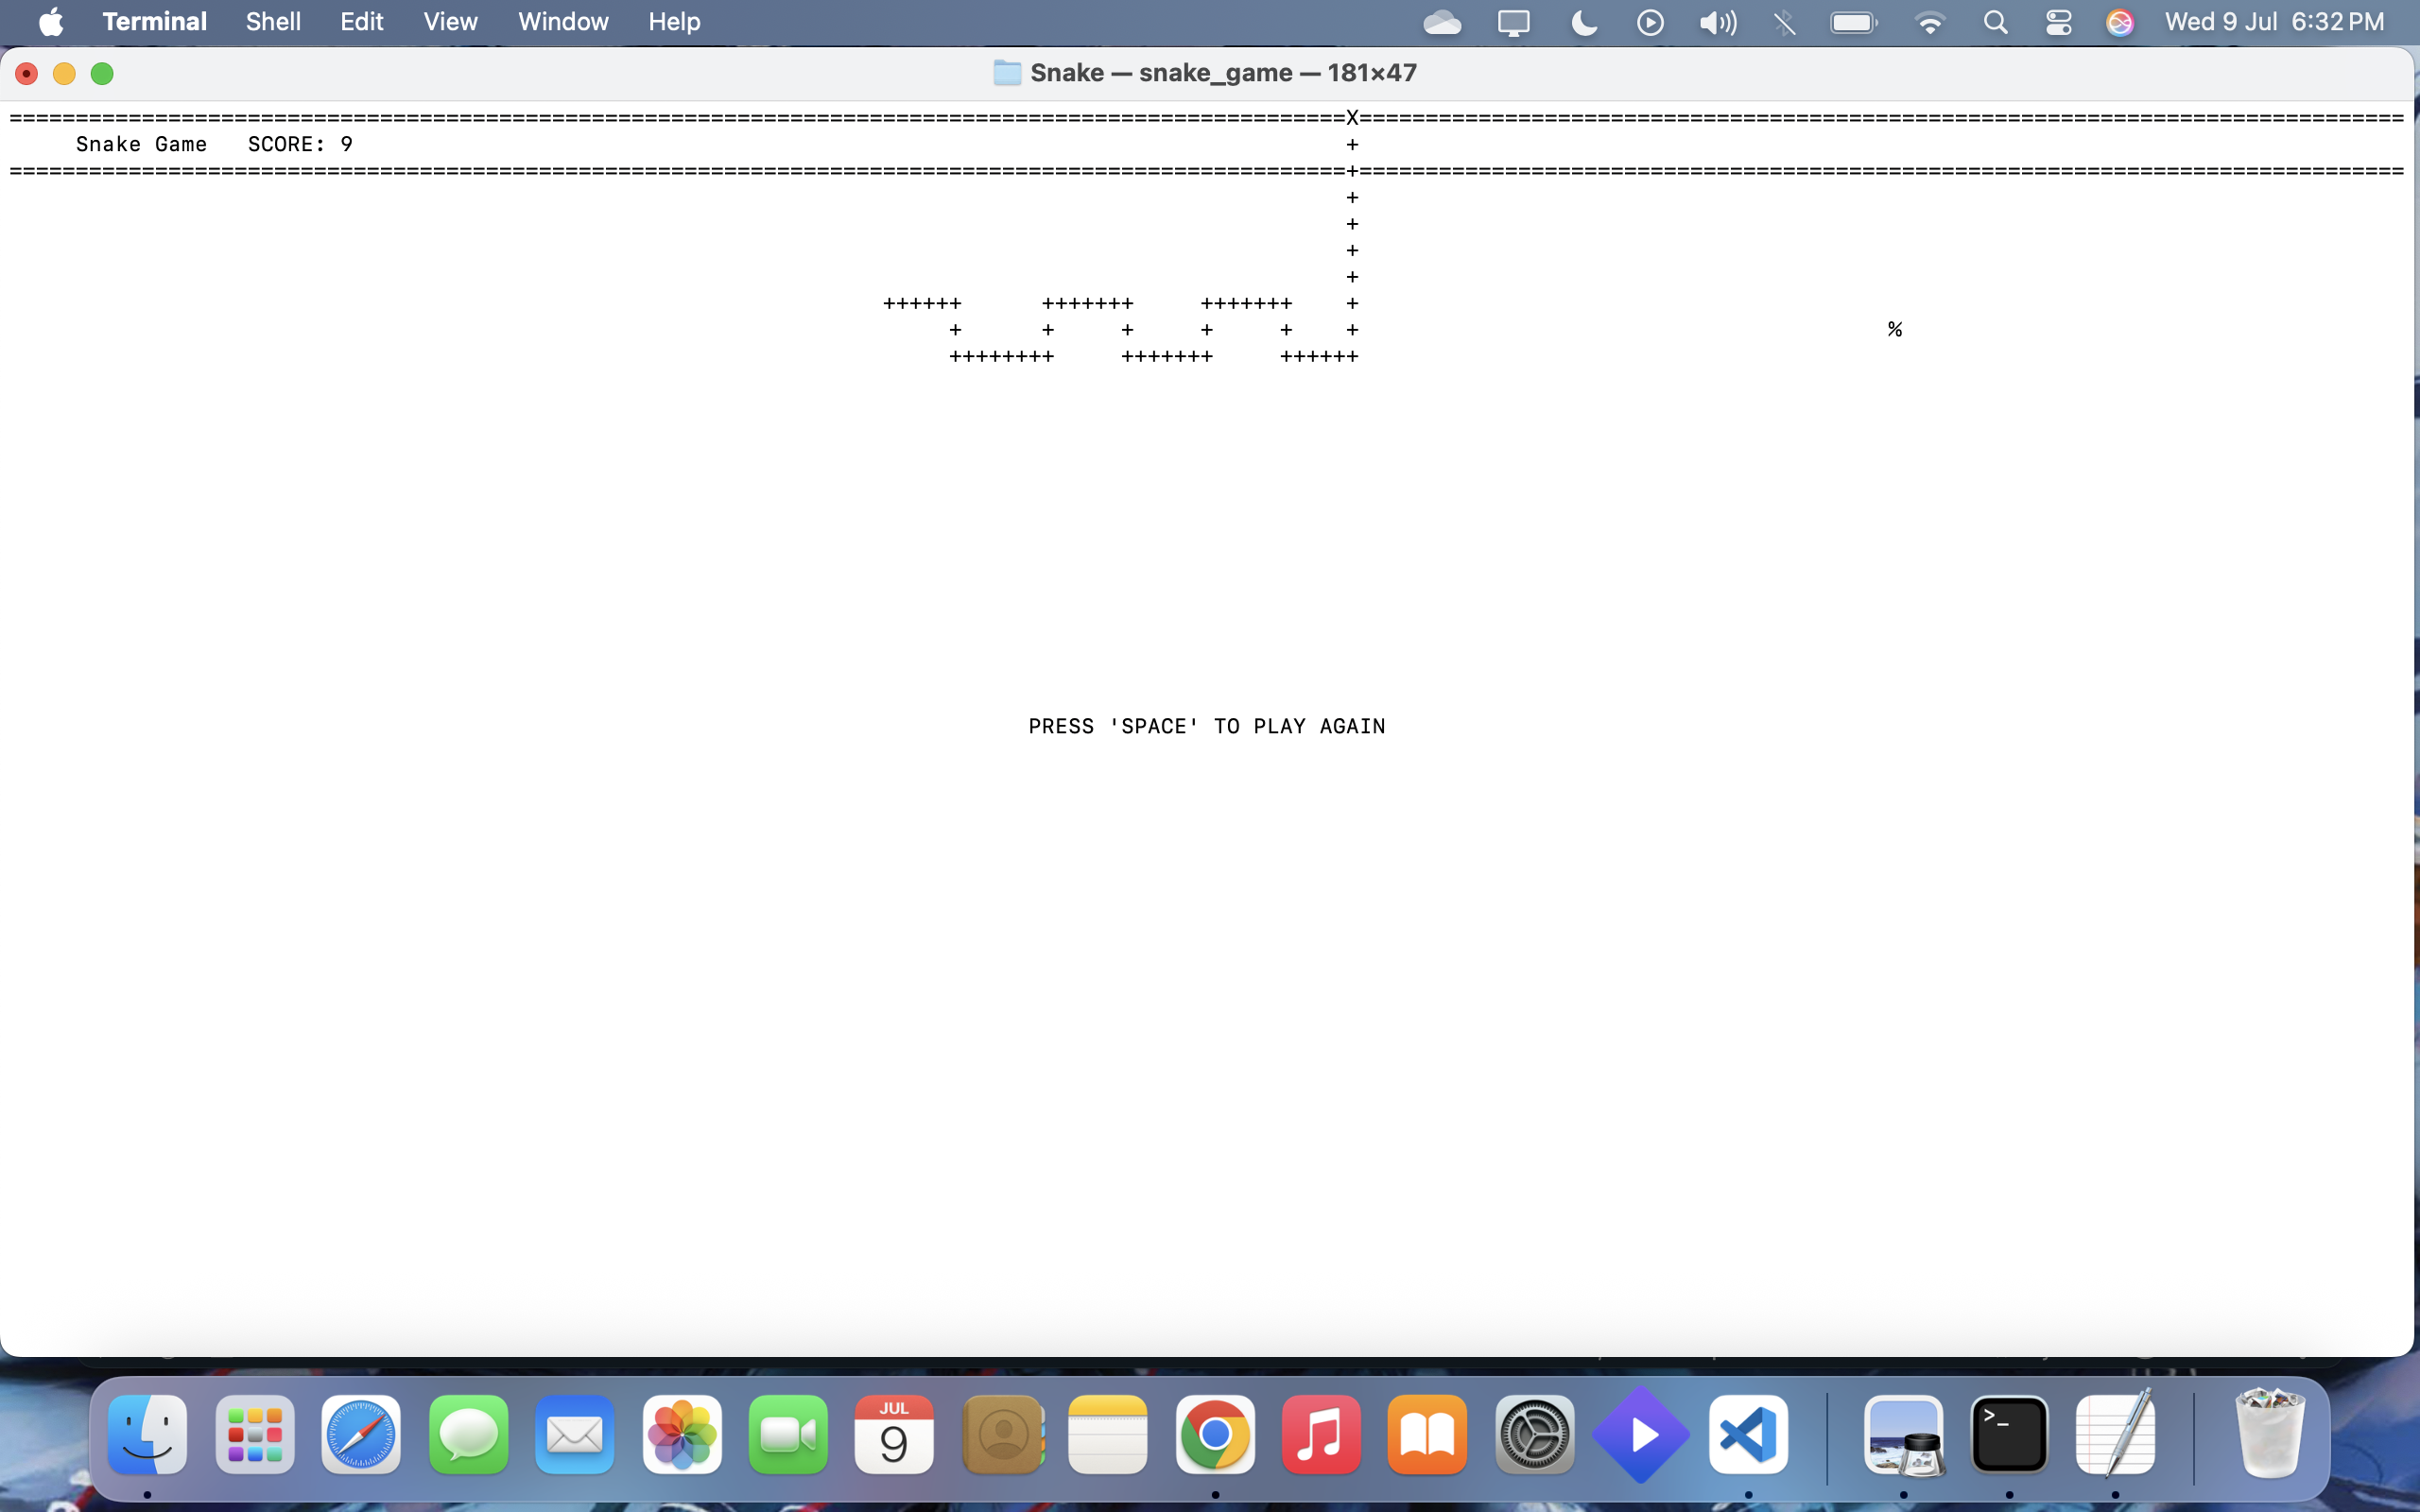 Terminal Shell Edit View Window Help Wed 9 Jul 6:32 PM
Snake — snake_game — 181×47
=====================================================================================================X===============================================================================
Snake Game SCORE: 9 +
=====================================================================================================+===============================================================================
+
+
+
+
++++++ +++++++ +++++++ +
+ + + + + + %
++++++++ +++++++ ++++++
PRESS 'SPACE' TO PLAY AGAIN
JUL
9
>_